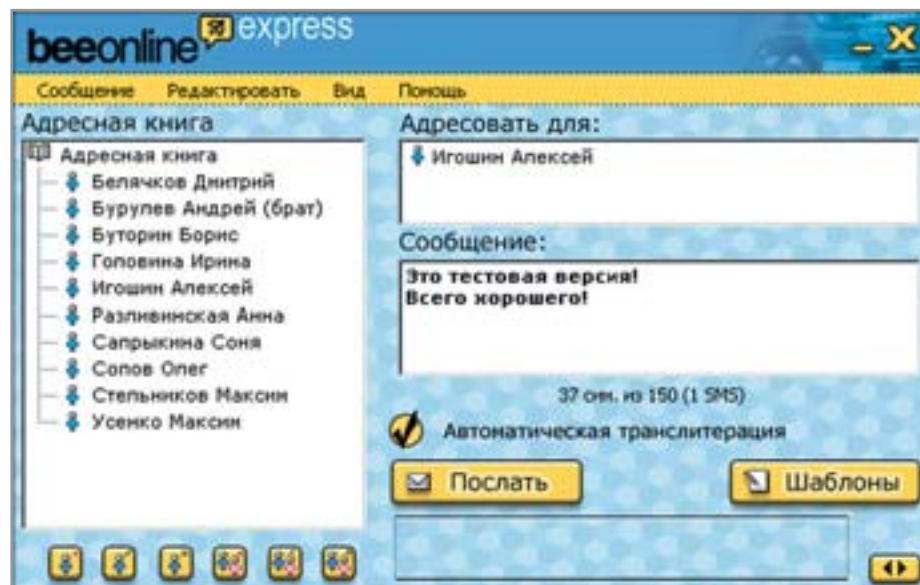 beeonline express
Сообщение Редактировать Вид Помощь
Адресная книга
Адресная книга
Белячков Дмитрий
Бурулев Андрей (брат)
Буторин Борис
Головина Ирина
Игошин Алексей
Разливинская Анна
Сапрыкина Соня
Сопов Олег
Стельников Максим
Усенко Максим
Адресовать для:
Игошин Алексей
Сообщение:
Это тестовая версия!
Всего хорошего!
37 сим. из 150 (1 SMS)
Автоматическая транслитерация
Послать
Шаблоны